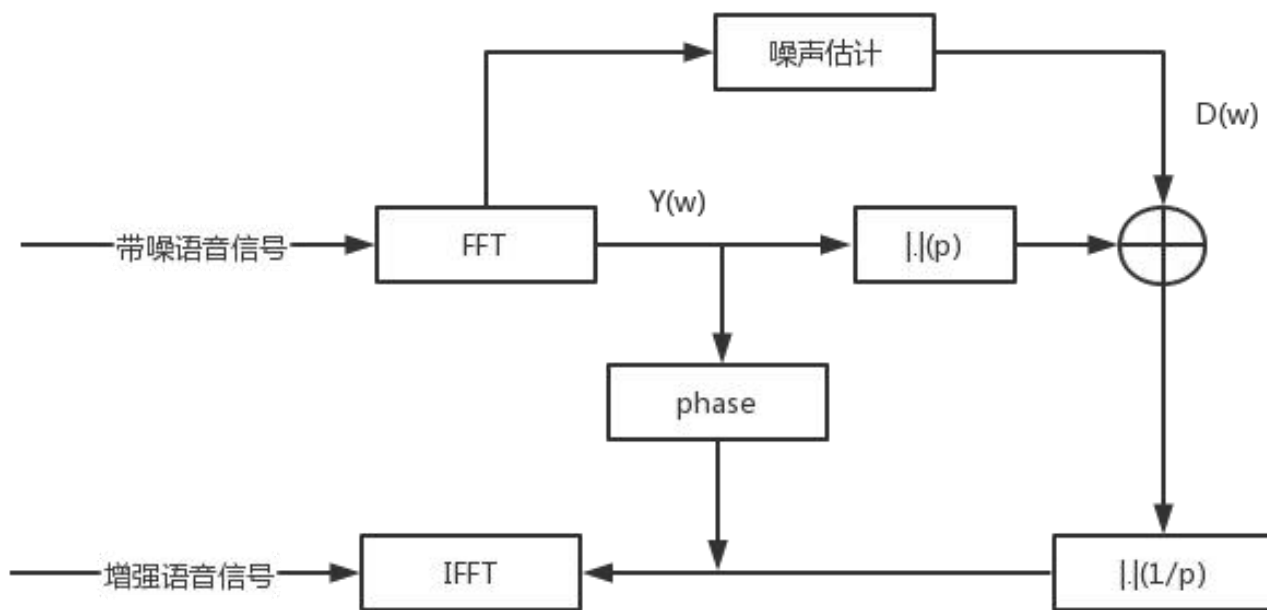 噪声估计
D(w)
Y(w)
带噪语音信号
FFT
|.|(p)
phase
增强语音信号
IFFT
|.|(1/p)